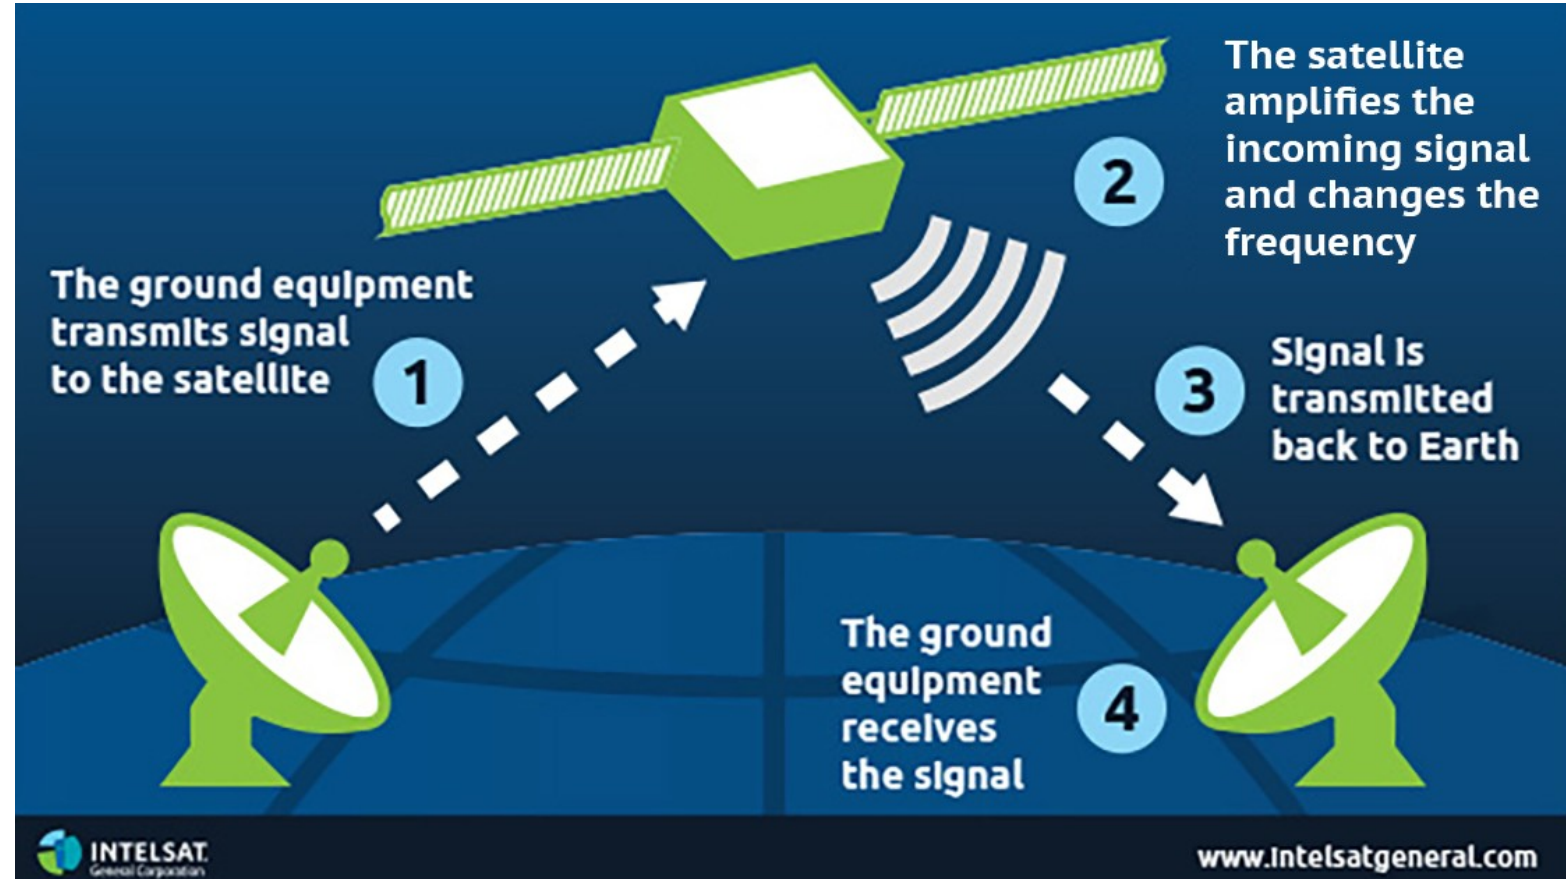 The ground equipment
transmits signal
to the satellite
1
2
The satellite
amplifies the
incoming signal
and changes the
frequency
3
Signal is
transmitted
back to Earth
The ground
equipment
receives
the signal
4
INTELSAT.
General Corporation
www.intelsatgeneral.com